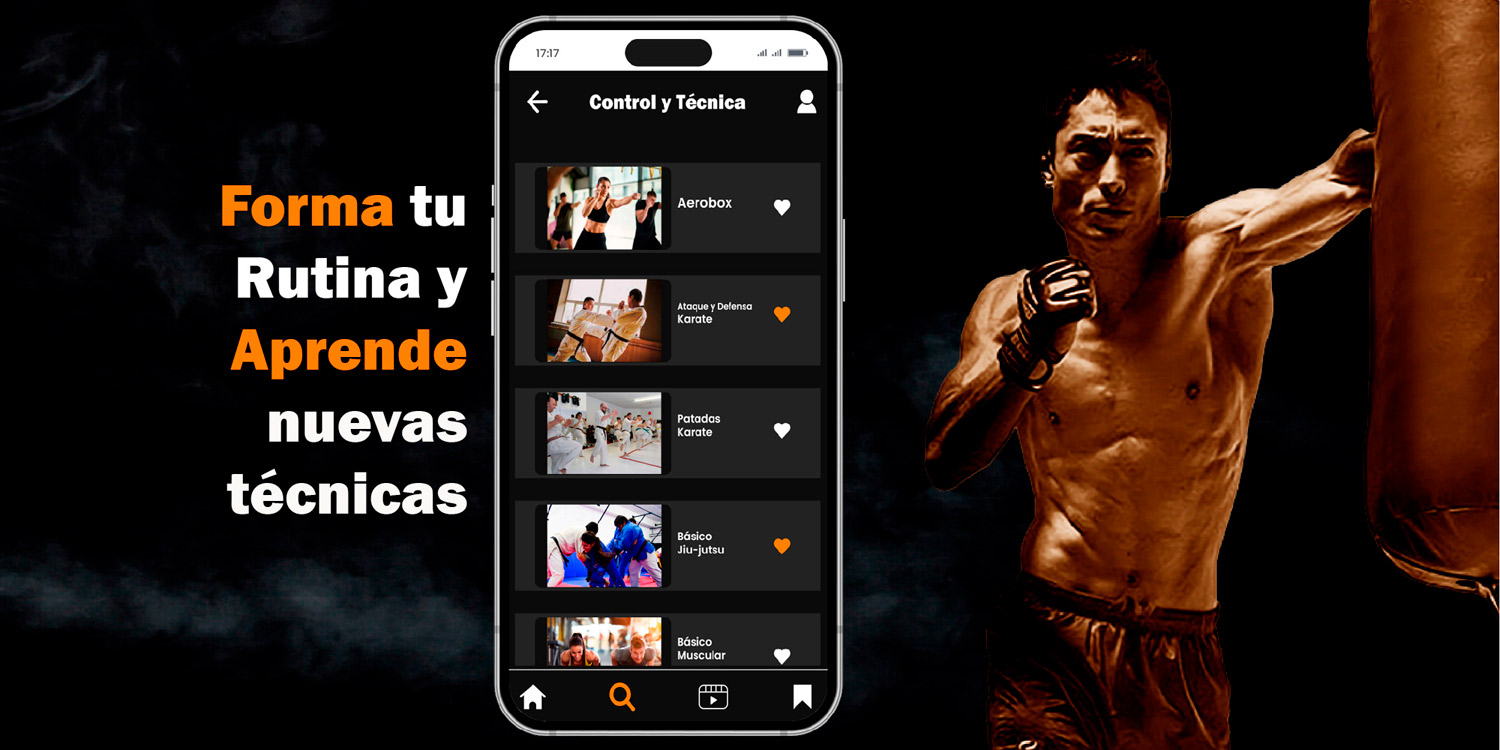 Forma tu
Rutina y
Aprende
nuevas
técnicas
17:17
Control y Técnica
Aerobox
Ataque y Defensa
Karate
Patadas
Karate
Básico
Jiu-jutsu
Básico
Muscular